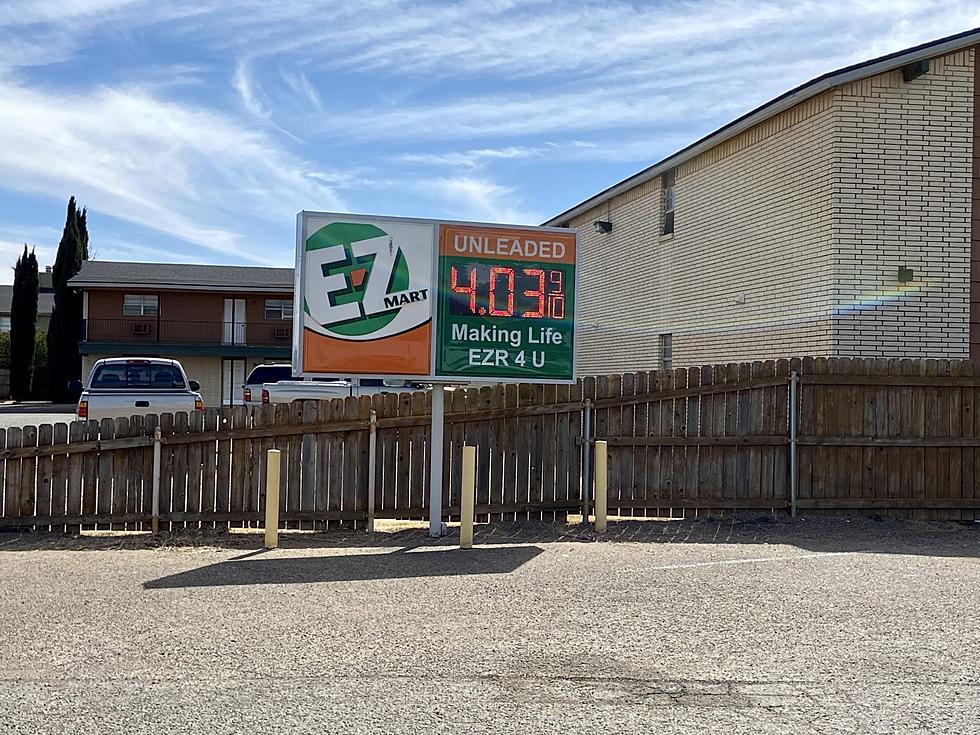 EZ
MART
UNLEADED
4.03 9/10
Making Life
EZR 4 U